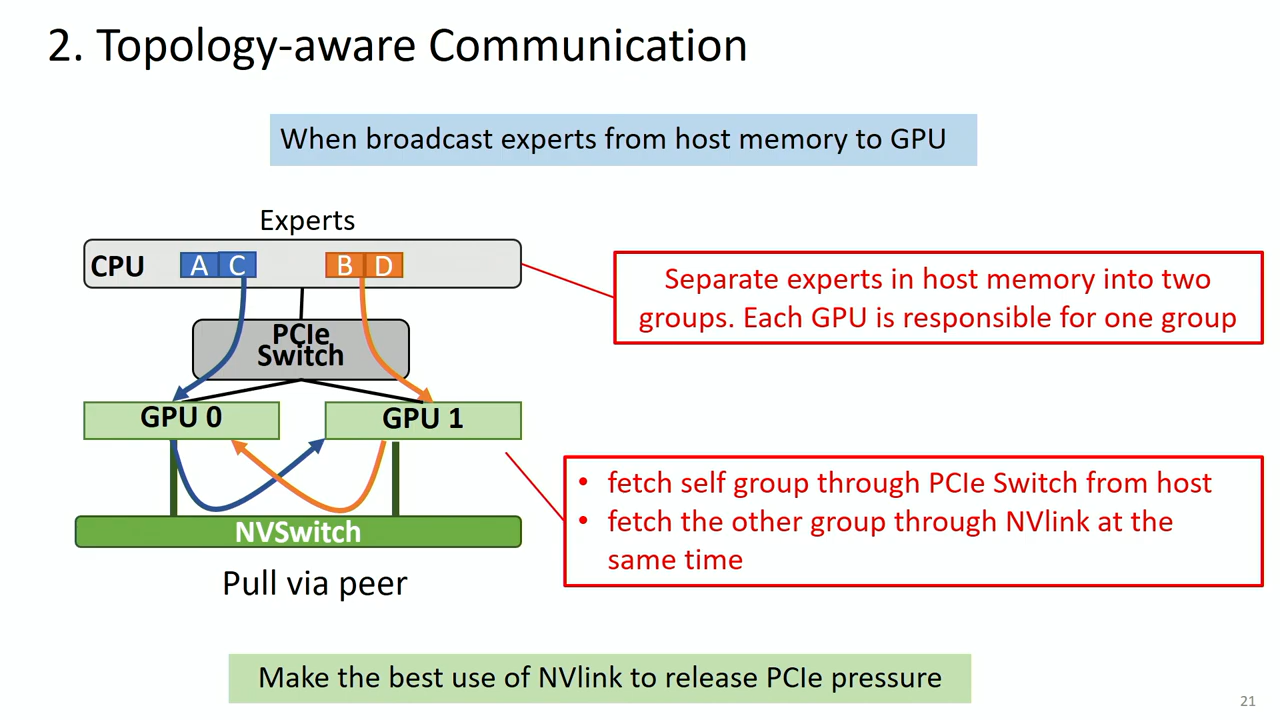 2. Topology-aware Communication
When broadcast experts from host memory to GPU
Experts
CPU
A C
B D
PCIe
Switch
GPU 0
GPU 1
NVSwitch
Pull via peer
Separate experts in host memory into two
groups. Each GPU is responsible for one group
• fetch self group through PCIe Switch from host
• fetch the other group through NVlink at the
same time
Make the best use of NVlink to release PCIe pressure
21